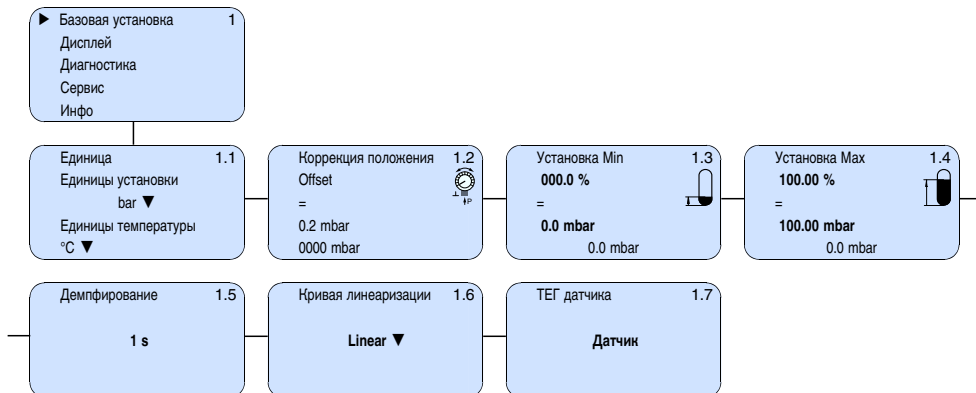 ▶ Базовая установка 1
Дисплей
Диагностика
Сервис
Инфо
Единица 1.1
Единицы установки
bar ▼
Единицы температуры
°C ▼
Коррекция положения 1.2
Offset
=
0.2 mbar
0000 mbar
P
Установка Min 1.3
000.0 %
=
0.0 mbar
0.0 mbar
Установка Max 1.4
100.00 %
=
100.00 mbar
0.0 mbar
Демпфирование 1.5
1 s
Кривая линеаризации 1.6
Linear ▼
ТЕГ датчика 1.7
Датчик